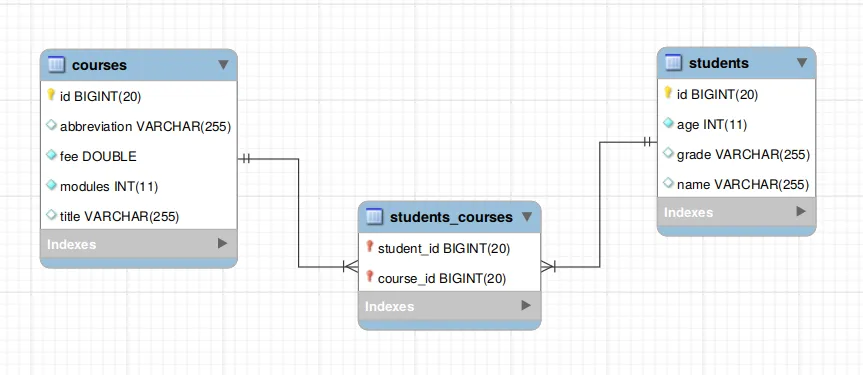 courses
id BIGINT(20)
abbreviation VARCHAR(255)
fee DOUBLE
modules INT(11)
title VARCHAR(255)
Indexes
students_courses
student_id BIGINT(20)
course_id BIGINT(20)
Indexes
students
id BIGINT(20)
age INT(11)
grade VARCHAR(255)
name VARCHAR(255)
Indexes